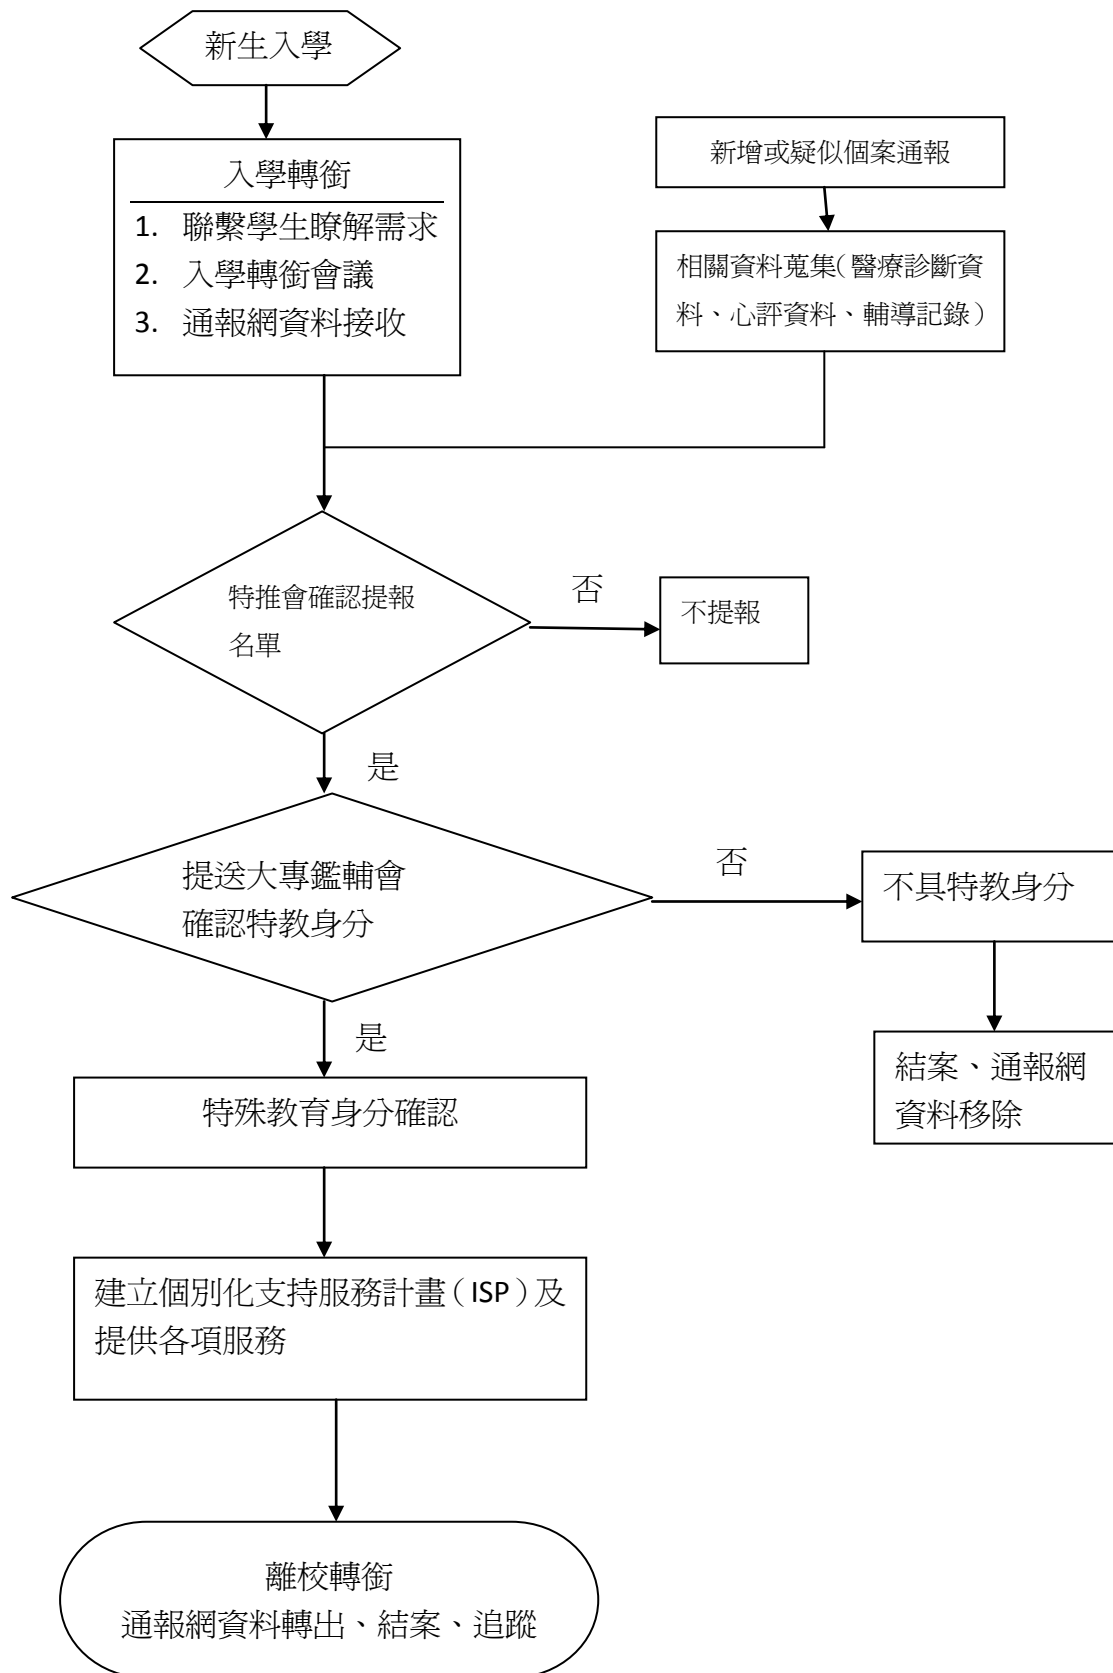 新生入學
入學轉銜
1. 聯繫學生瞭解需求
2. 入學轉銜會議
3. 通報網資料接收
新增或疑似個案通報
相關資料蒐集（醫療診斷資
料、心評資料、輔導記錄）
特推會確認提報
名單
否
不提報
是
提送大專鑑輔會
確認特教身分
否
不具特教身分
結案、通報網
資料移除
是
特殊教育身分確認
建立個別化支持服務計畫（ISP）及
提供各項服務
離校轉銜
通報網資料轉出、結案、追蹤